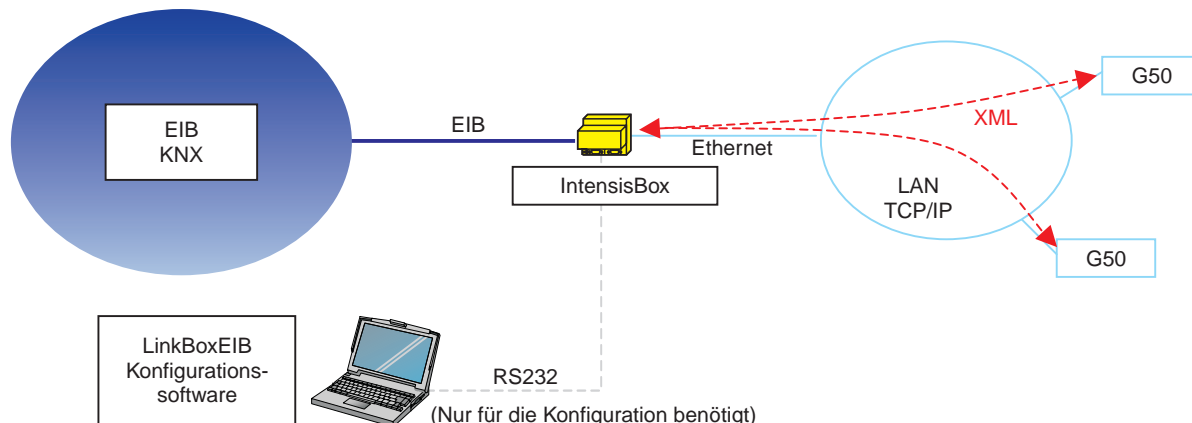 EIB
KNX
EIB
IntensisBox
Ethernet
XML
LAN
TCP/IP
G50
G50
LinkBoxEIB
Konfigurations-
software
RS232
(Nur für die Konfiguration benötigt)